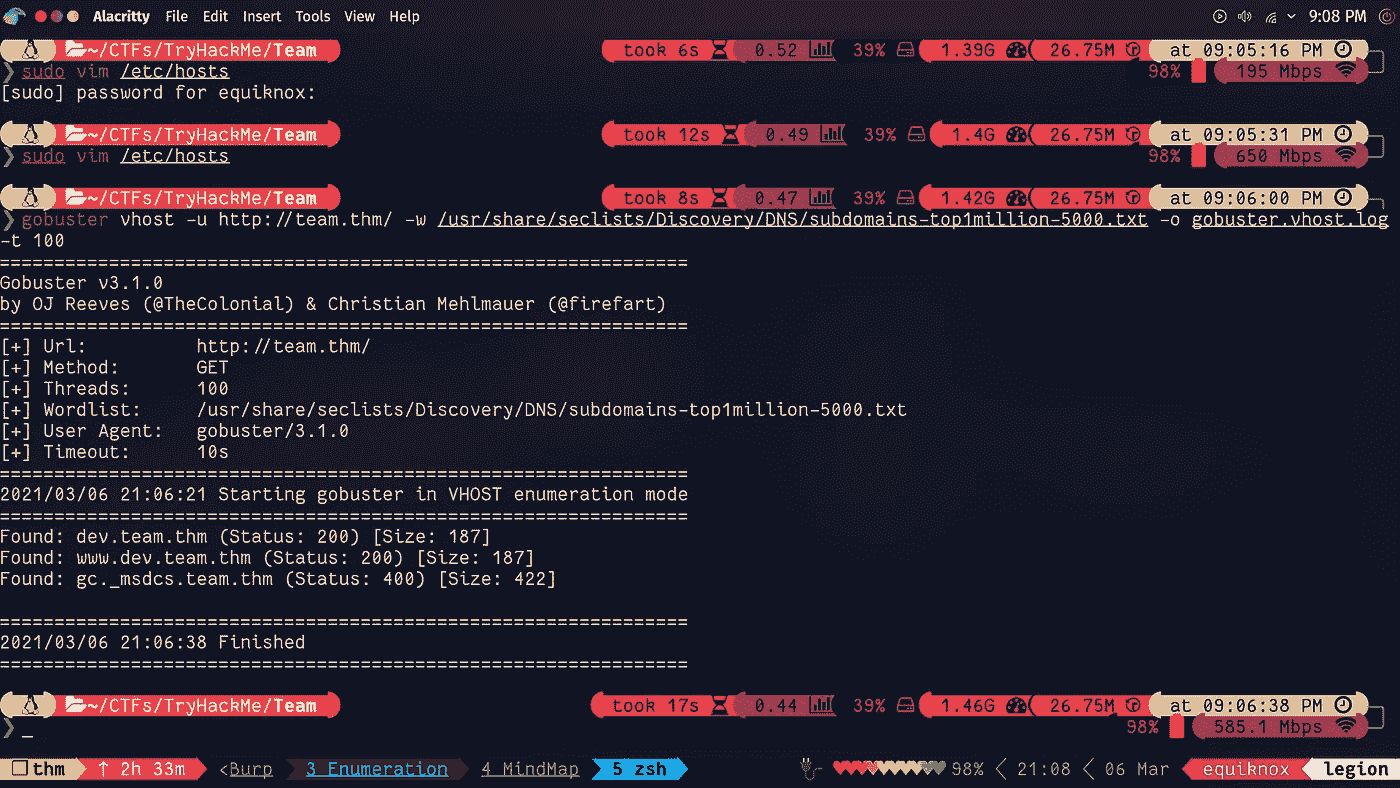 Alacritty File Edit Insert Tools View Help 9:08 PM
~/CTFs/TryHackMe/Team took 6s 0.52 39% 1.39G 26.75M at 09:05:16 PM
❯ sudo vim /etc/hosts 98% 195 Mbps
[sudo] password for equiknox:
~/CTFs/TryHackMe/Team took 12s 0.49 39% 1.4G 26.75M at 09:05:31 PM
❯ sudo vim /etc/hosts 98% 650 Mbps
~/CTFs/TryHackMe/Team took 8s 0.47 39% 1.42G 26.75M at 09:06:00 PM
❯ gobuster vhost -u http://team.thm/ -w /usr/share/seclists/Discovery/DNS/subdomains-top1million-5000.txt -o gobuster.vhost.log
-t 100
===============================================================
Gobuster v3.1.0
by OJ Reeves (@TheColonial) & Christian Mehlmauer (@firefart)
===============================================================
[+] Url: http://team.thm/
[+] Method: GET
[+] Threads: 100
[+] Wordlist: /usr/share/seclists/Discovery/DNS/subdomains-top1million-5000.txt
[+] User Agent: gobuster/3.1.0
[+] Timeout: 10s
===============================================================
2021/03/06 21:06:21 Starting gobuster in VHOST enumeration mode
===============================================================
Found: dev.team.thm (Status: 200) [Size: 187]
Found: www.dev.team.thm (Status: 200) [Size: 187]
Found: gc._msdcs.team.thm (Status: 400) [Size: 422]
===============================================================
2021/03/06 21:06:38 Finished
===============================================================
~/CTFs/TryHackMe/Team took 17s 0.44 39% 1.46G 26.75M at 09:06:38 PM
❯ _ 98% 585.1 Mbps
thm ↑ 2h 33m <Burp 3 Enumeration 4 MindMap 5 zsh 98% 21:08 06 Mar equiknox legion